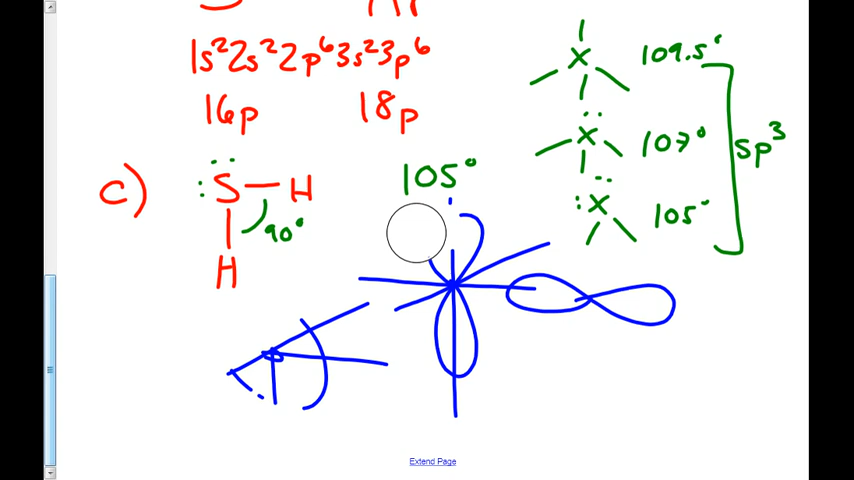 1s²2s²2p⁶3s²3p⁶
16p 18p
c) :S̈ — H
H
90°
105°
X 109.5°
Ẍ 107°
:Ẍ 105°
sp³
Extend Page